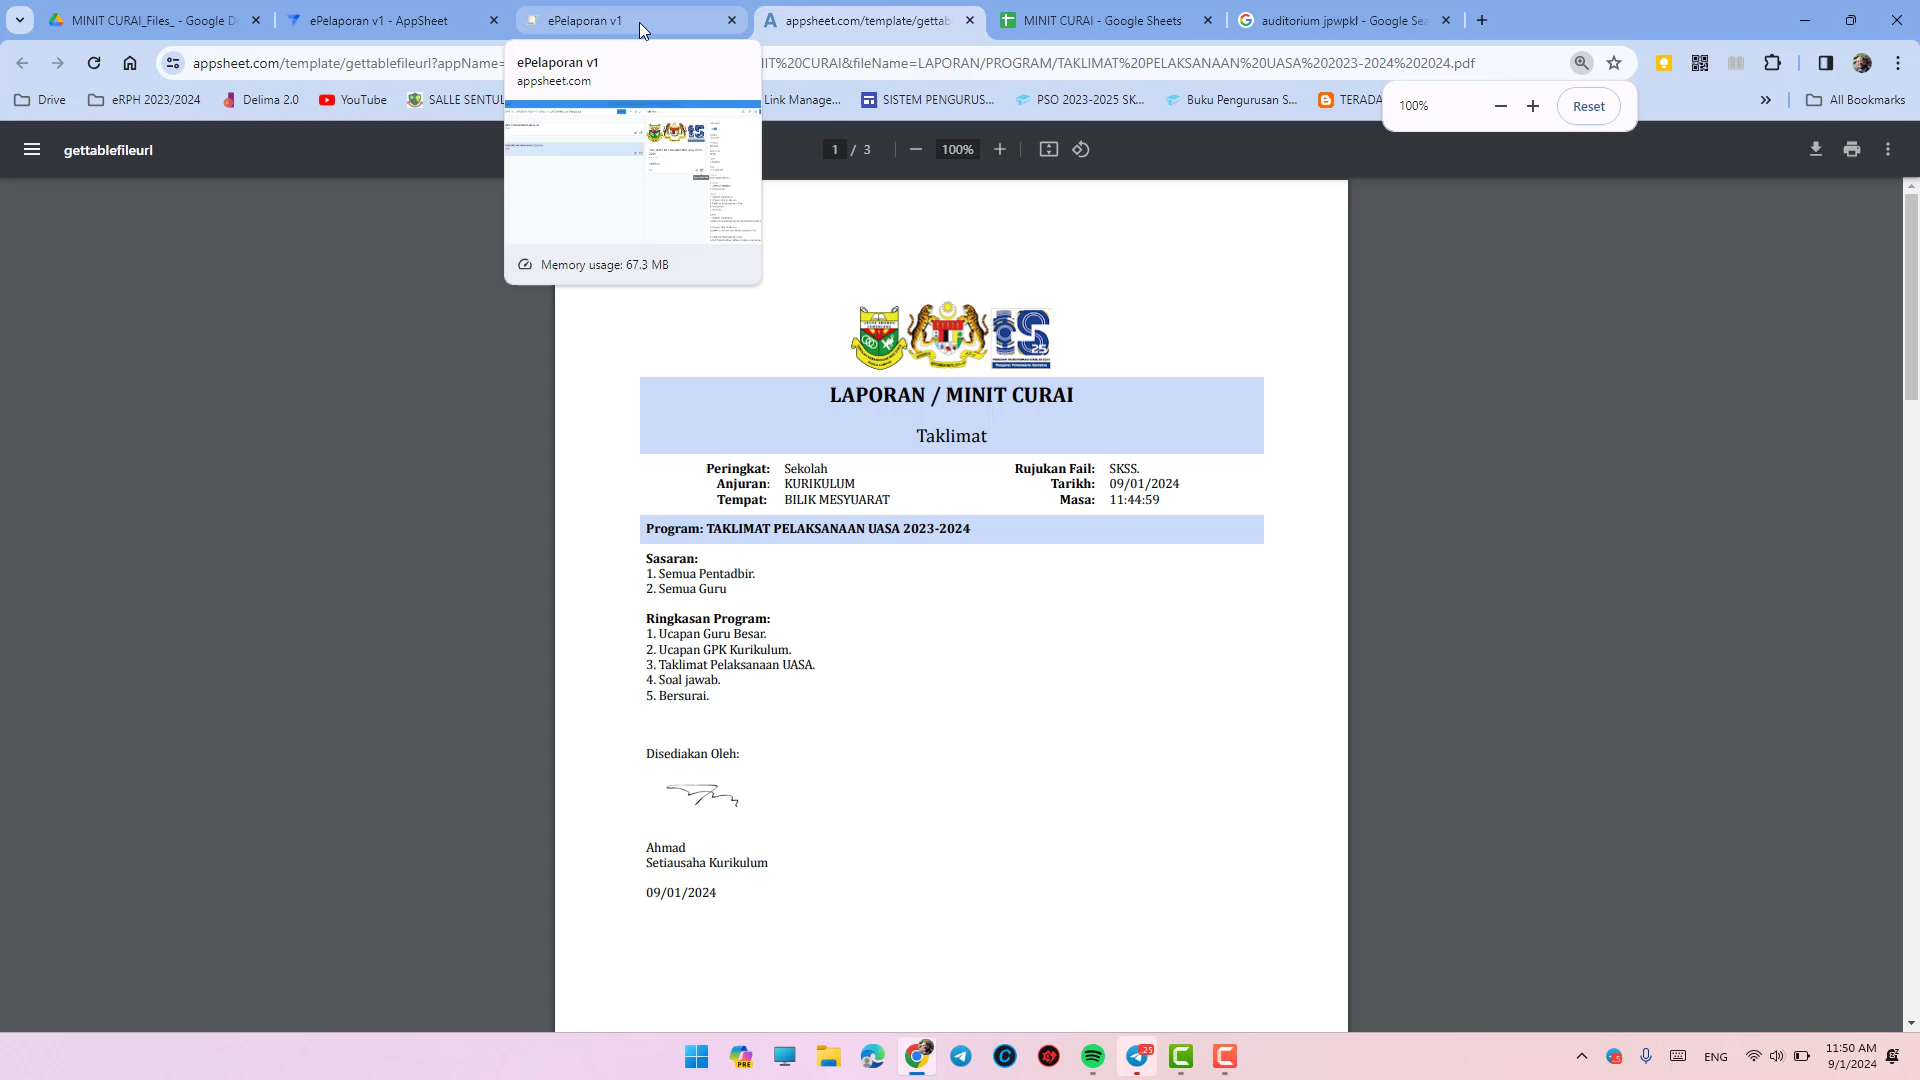 MINIT CURAI_Files_ - Google D
ePelaporan v1 - AppSheet
ePelaporan v1
appsheet.com/template/gettab
MINIT CURAI - Google Sheets
auditorium jpwpkl - Google Sea
appsheet.com/template/gettablefileurl?appName=
IT%20CURAI&fileName=LAPORAN/PROGRAM/TAKLIMAT%20PELAKSANAAN%20UASA%202023-2024%202024.pdf
Drive
eRPH 2023/2024
Delima 2.0
YouTube
SALLE SENTUL
Link Manage...
SISTEM PENGURUS...
PSO 2023-2025 SK...
Buku Pengurusan S...
TERADA
All Bookmarks
ePelaporan v1
appsheet.com
Memory usage: 67.3 MB
100%
Reset
gettablefileurl
1 / 3
100%
LAPORAN / MINIT CURAI
Taklimat
Peringkat: Sekolah
Rujukan Fail: SKSS.
Anjuran: KURIKULUM
Tarikh: 09/01/2024
Tempat: BILIK MESYUARAT
Masa: 11:44:59
Program: TAKLIMAT PELAKSANAAN UASA 2023-2024
Sasaran:
1. Semua Pentadbir.
2. Semua Guru
Ringkasan Program:
1. Ucapan Guru Besar.
2. Ucapan GPK Kurikulum.
3. Taklimat Pelaksanaan UASA.
4. Soal jawab.
5. Bersurai.
Disediakan Oleh:
Ahmad
Setiausaha Kurikulum
09/01/2024
PRE
25
ENG
11:50 AM
9/1/2024